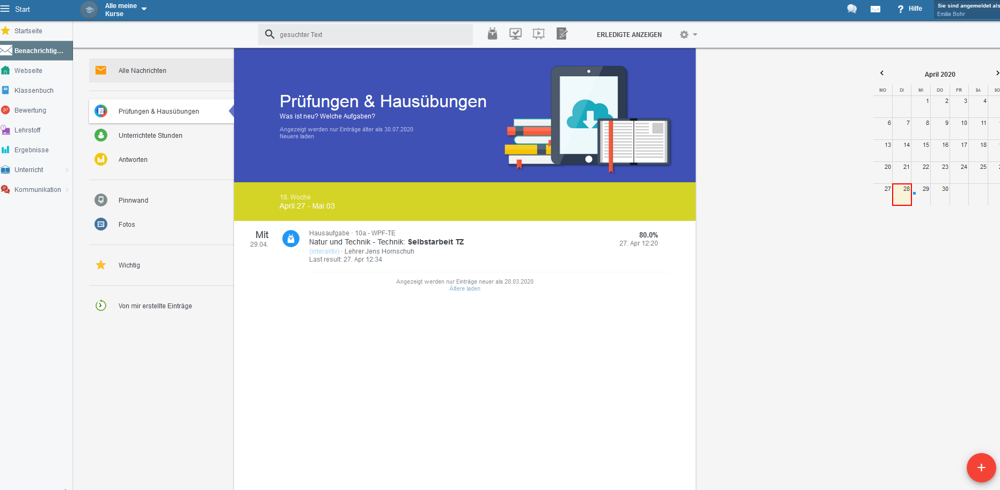 Start
Alle meine
Kurse
Hilfe
Sie sind angemeldet als
Emilie Bohr
Startseite
Benachrichtig...
Webseite
Klassenbuch
Bewertung
Lehrstoff
Ergebnisse
Unterricht
Kommunikation
gesuchter Text
ERLEDIGTE ANZEIGEN
Alle Nachrichten
Prüfungen & Hausübungen
Unterrichtete Stunden
Antworten
Pinnwand
Fotos
Wichtig
Von mir erstellte Einträge
Prüfungen & Hausübungen
Was ist neu? Welche Aufgaben?
Angezeigt werden nur Einträge älter als 30.07.2020
Neuere laden
18. Woche
April 27 - Mai 03
Mit
29.04.
Hausaufgabe · 10a - WPF-TE
Natur und Technik - Technik: Selbstarbeit TZ
(interaktiv) · Lehrer Jens Hornschuh
Last result: 27. Apr 12:34
80.0%
27. Apr 12:20
Angezeigt werden nur Einträge neuer als 28.03.2020
Ältere laden
April 2020
MO DI MI DO FR SA SO
1 2 3 4
6 7 8 9 10 11
13 14 15 16 17 18
20 21 22 23 24 25
27 28 29 30